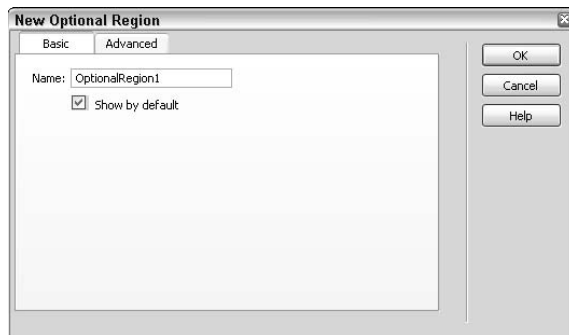 New Optional Region
Basic Advanced
Name: OptionalRegion1
Show by default
OK
Cancel
Help